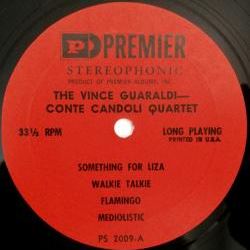 PD PREMIER
STEREOPHONIC
PRODUCT OF PREMIER ALBUMS, INC.
THE VINCE GUARALDI—
CONTE CANDOLI QUARTET
33⅓ RPM LONG PLAYING
PRINTED IN U.S.A.
SOMETHING FOR LIZA
WALKIE TALKIE
FLAMINGO
MEDIOLISTIC
PS 2009-A